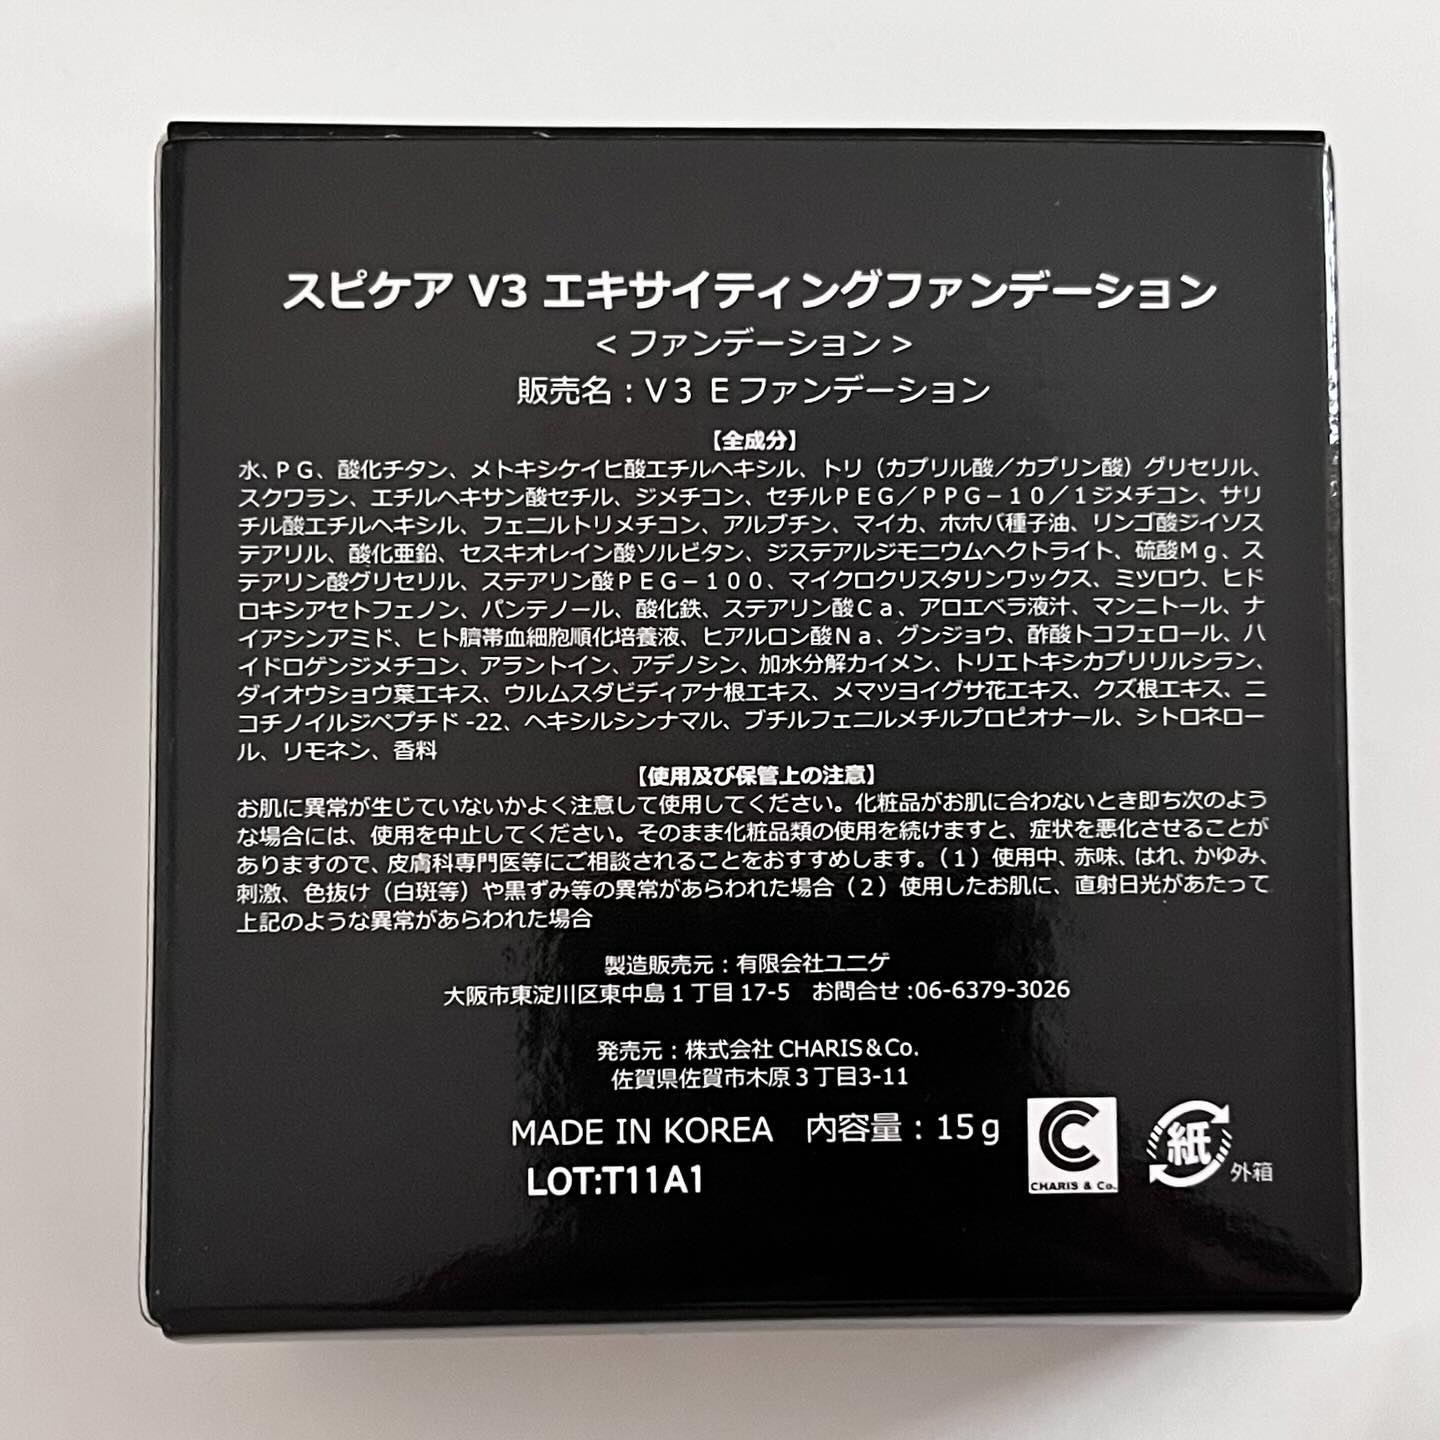 スピケア V3 エキサイティングファンデーション
<ファンデーション>
販売名：V3 Eファンデーション
【全成分】
水、PG、酸化チタン、メトキシケイヒ酸エチルヘキシル、トリ（カプリル酸／カプリン酸）グリセリル、
スクワラン、エチルヘキサン酸セチル、ジメチコン、セチルPEG／PPG－10／1ジメチコン、サリ
チル酸エチルヘキシル、フェニルトリメチコン、アルブチン、マイカ、ホホバ種子油、リンゴ酸ジイソス
テアリル、酸化亜鉛、セスキオレイン酸ソルビタン、ジステアルジモニウムヘクトライト、硫酸Mg、ス
テアリン酸グリセリル、ステアリン酸PEG－100、マイクロクリスタリンワックス、ミツロウ、ヒド
ロキシアセトフェノン、パンテノール、酸化鉄、ステアリン酸Ca、アロエベラ液汁、マンニトール、ナ
イアシンアミド、ヒト臍帯血細胞順化培養液、ヒアルロン酸Na、グンジョウ、酢酸トコフェロール、ハ
イドロゲンジメチコン、アラントイン、アデノシン、加水分解カイメン、トリエトキシカプリリルシラン、
ダイオウショウ葉エキス、ウルムスダビディアナ根エキス、メマツヨイグサ花エキス、クズ根エキス、ニ
コチノイルジペプチド-22、ヘキシルシンナマル、ブチルフェニルメチルプロピオナール、シトロネロー
ル、リモネン、香料
【使用及び保管上の注意】
お肌に異常が生じていないかよく注意して使用してください。化粧品がお肌に合わないとき即ち次のよう
な場合には、使用を中止してください。そのまま化粧品類の使用を続けますと、症状を悪化させることが
ありますので、皮膚科専門医等にご相談されることをおすすめします。（1）使用中、赤味、はれ、かゆみ、
刺激、色抜け（白斑等）や黒ずみ等の異常があらわれた場合（2）使用したお肌に、直射日光があたって
上記のような異常があらわれた場合
製造販売元：有限会社ユニゲ
大阪市東淀川区東中島1丁目17-5 お問合せ:06-6379-3026
発売元：株式会社CHARIS&Co.
佐賀県佐賀市木原3丁目3-11
MADE IN KOREA 内容量：15g
LOT:T11A1
CHARIS & Co.
紙
外箱